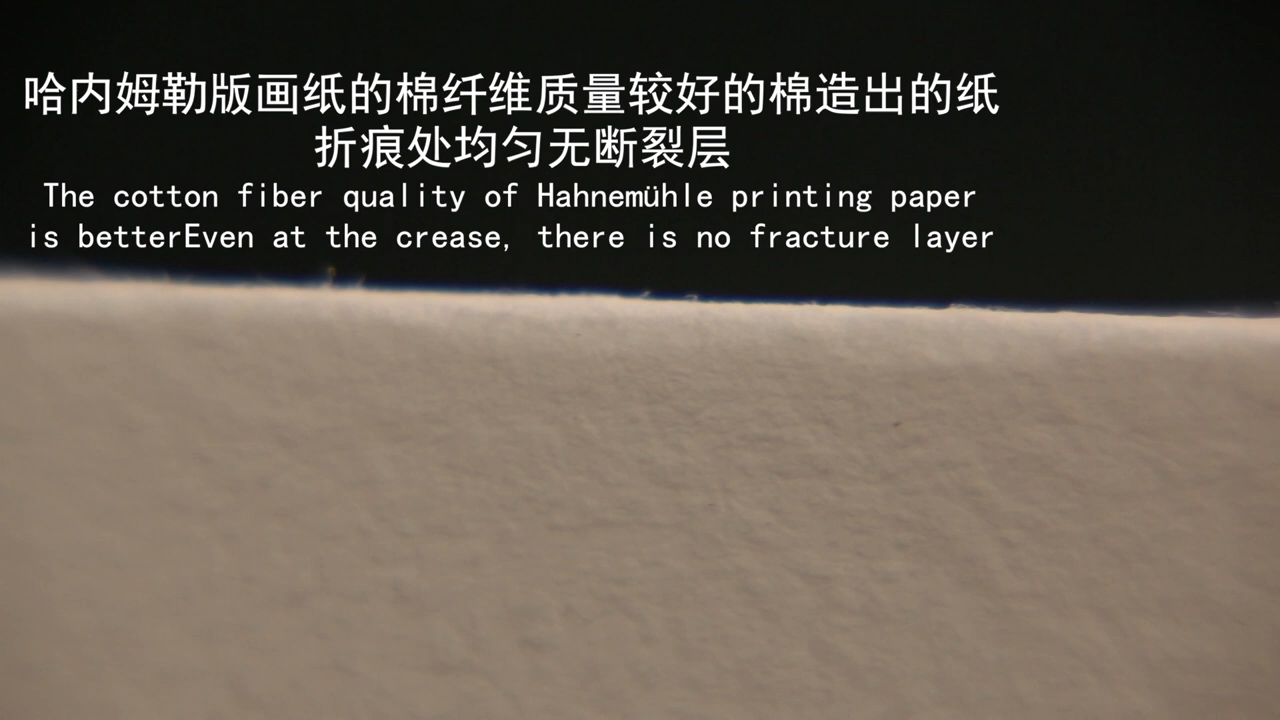 哈内姆勒版画纸的棉纤维质量较好的棉造出的纸
折痕处均匀无断裂层
The cotton fiber quality of Hahnemühle printing paper
is betterEven at the crease, there is no fracture layer